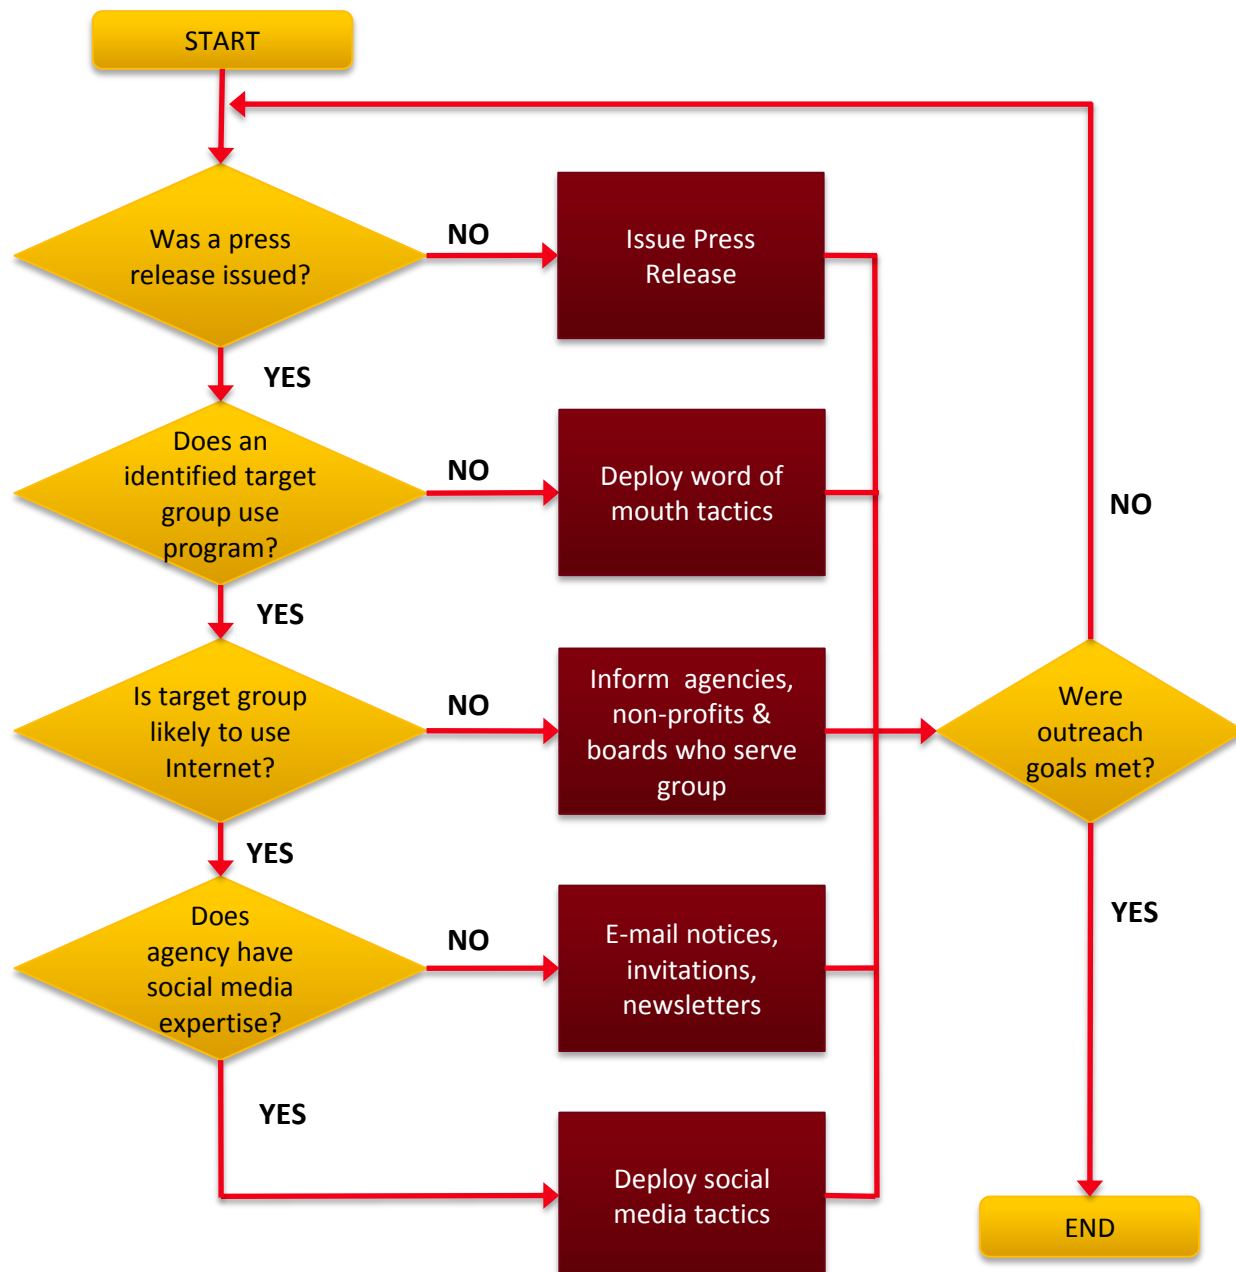 START
Was a press
release issued?
NO
Issue Press
Release
YES
Does an
identified target
group use
program?
NO
Deploy word of
mouth tactics
NO
YES
Is target group
likely to use
Internet?
NO
Inform agencies,
non-profits &
boards who serve
group
Were
outreach
goals met?
YES
Does
agency have
social media
expertise?
NO
E-mail notices,
invitations,
newsletters
YES
YES
Deploy social
media tactics
END